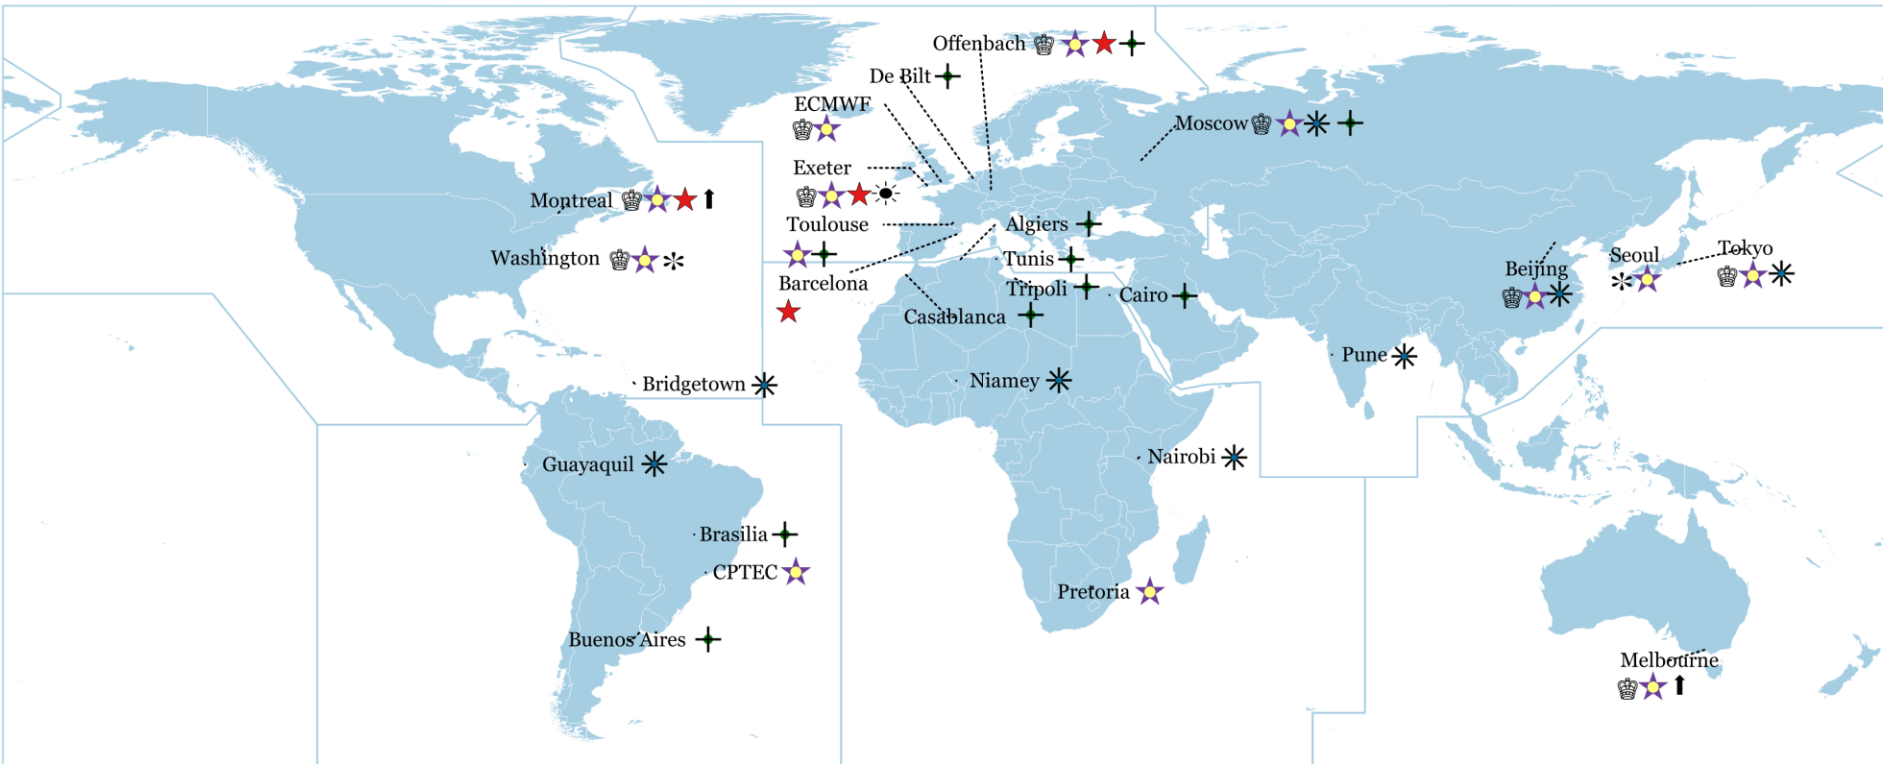 Offenbach
De Bilt
ECMWF
Moscow
Exeter
Montreal
Toulouse
Algiers
Washington
Tunis
Seoul
Tokyo
Beijing
Barcelona
Tripoli
Cairo
Casablanca
Pune
Bridgetown
Niamey
Guayaquil
Nairobi
Brasilia
CPTEC
Pretoria
Buenos Aires
Melbourne